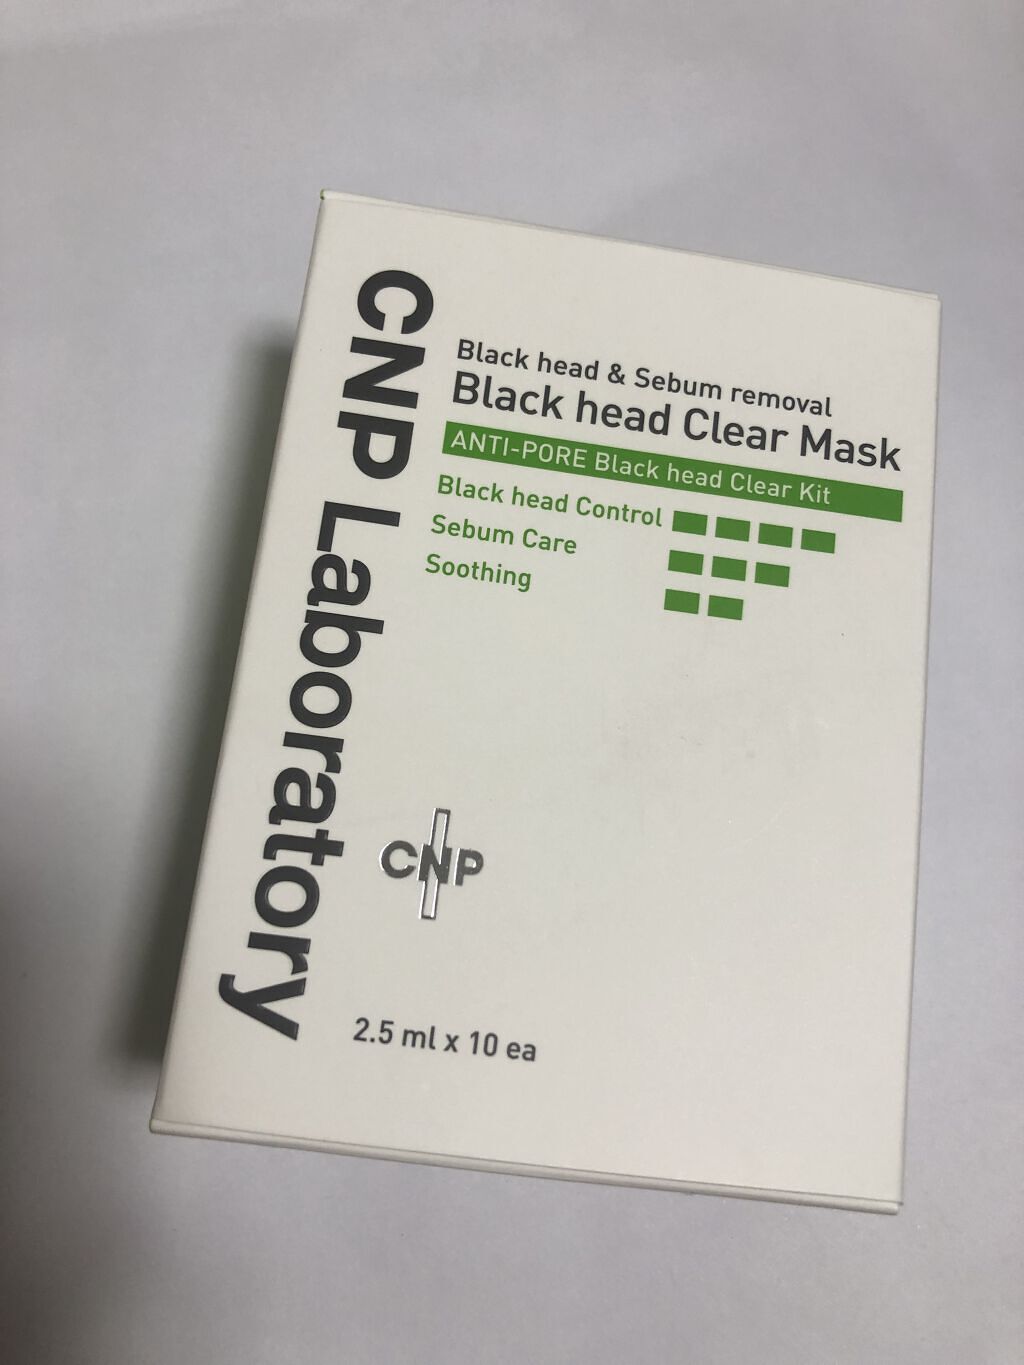 CNP Laboratory
Black head & Sebum removal
Black head Clear Mask
ANTI-PORE Black head Clear Kit
Black head Control
Sebum Care
Soothing
CNP
2.5 ml x 10 ea